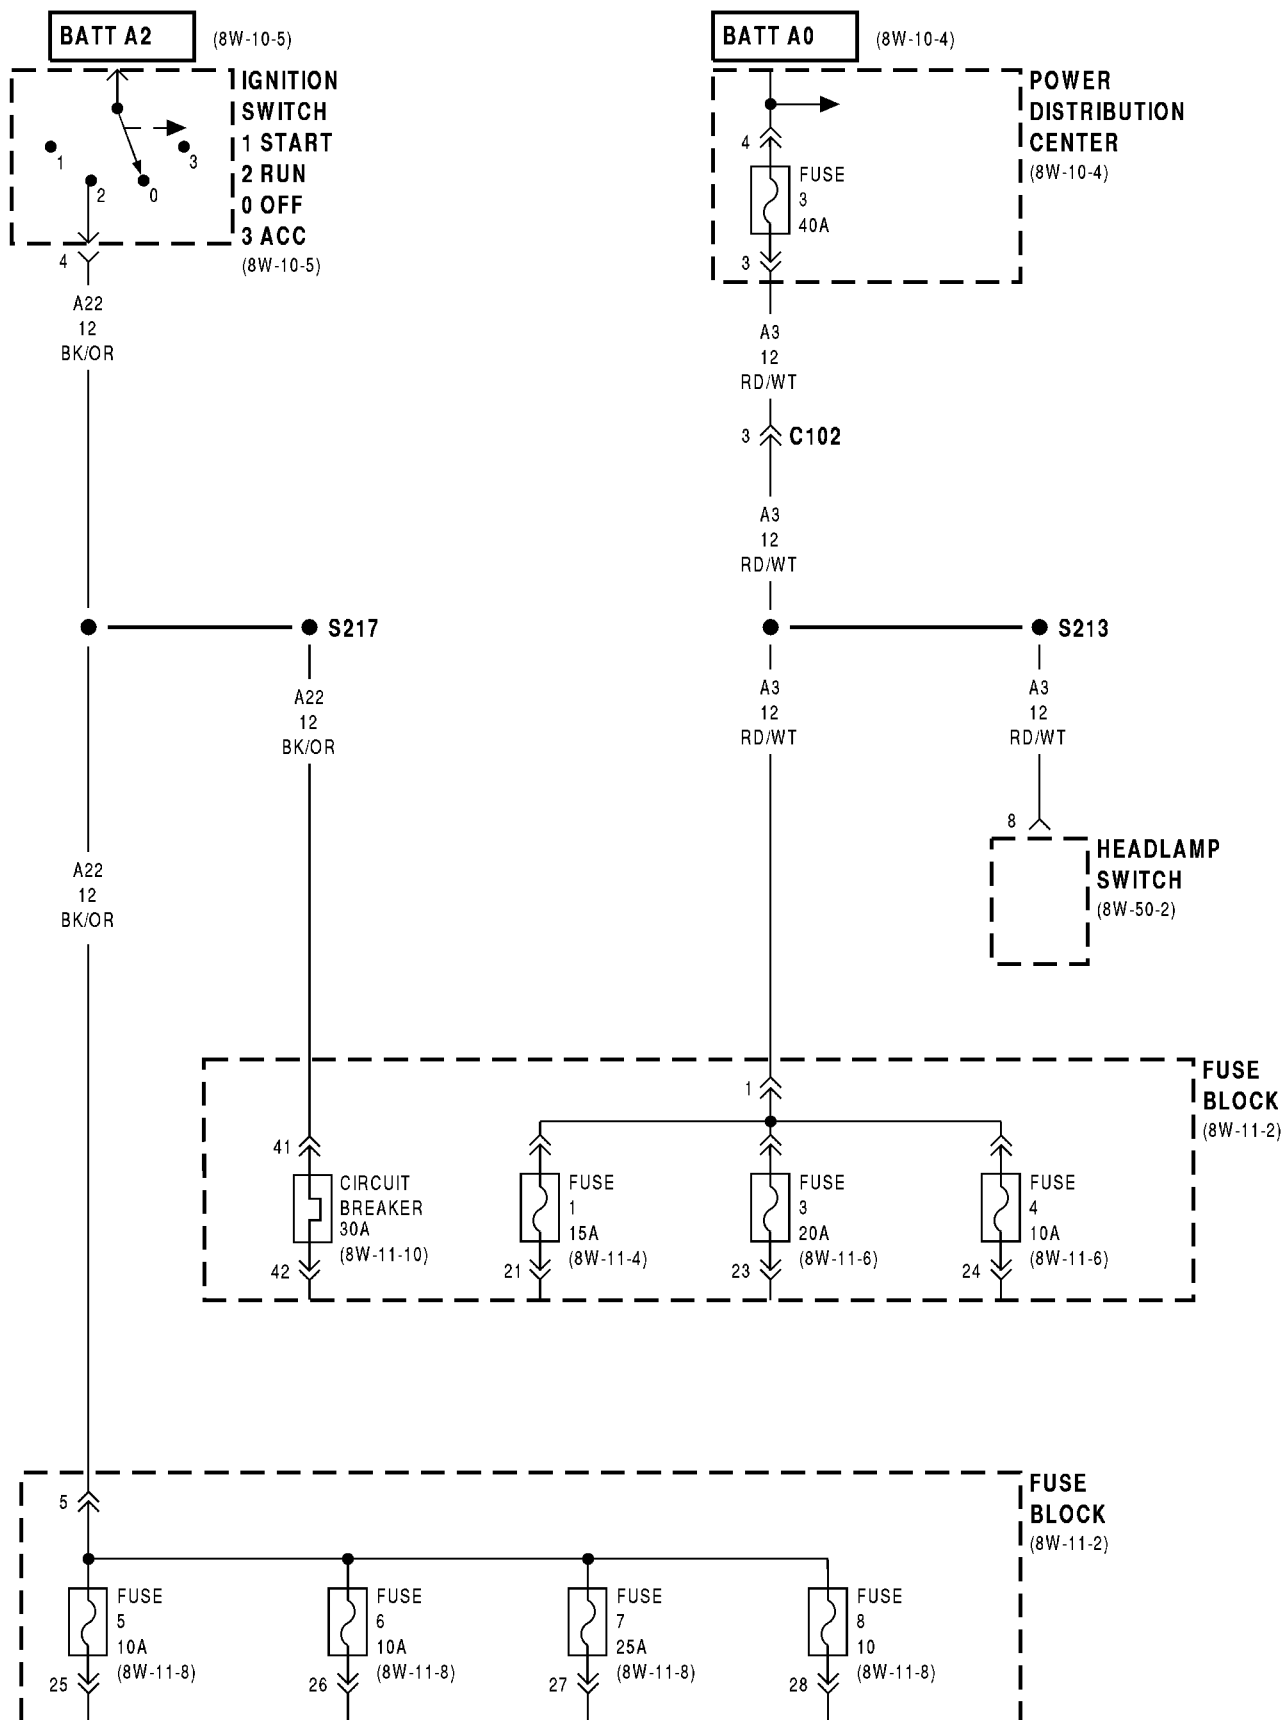 BATT A2
(8W-10-5)
IGNITION
SWITCH
1 START
2 RUN
0 OFF
3 ACC
(8W-10-5)
1
2
0
3
4
A22
12
BK/OR
BATT A0
(8W-10-4)
POWER
DISTRIBUTION
CENTER
(8W-10-4)
4
FUSE
3
40A
3
A3
12
RD/WT
3
C102
A3
12
RD/WT
S217
S213
A22
12
BK/OR
A3
12
RD/WT
A3
12
RD/WT
8
HEADLAMP
SWITCH
(8W-50-2)
A22
12
BK/OR
FUSE
BLOCK
(8W-11-2)
1
41
CIRCUIT
BREAKER
30A
(8W-11-10)
42
FUSE
1
15A
(8W-11-4)
21
FUSE
3
20A
(8W-11-6)
23
FUSE
4
10A
(8W-11-6)
24
FUSE
BLOCK
(8W-11-2)
5
FUSE
5
10A
(8W-11-8)
25
FUSE
6
10A
(8W-11-8)
26
FUSE
7
25A
(8W-11-8)
27
FUSE
8
10
(8W-11-8)
28